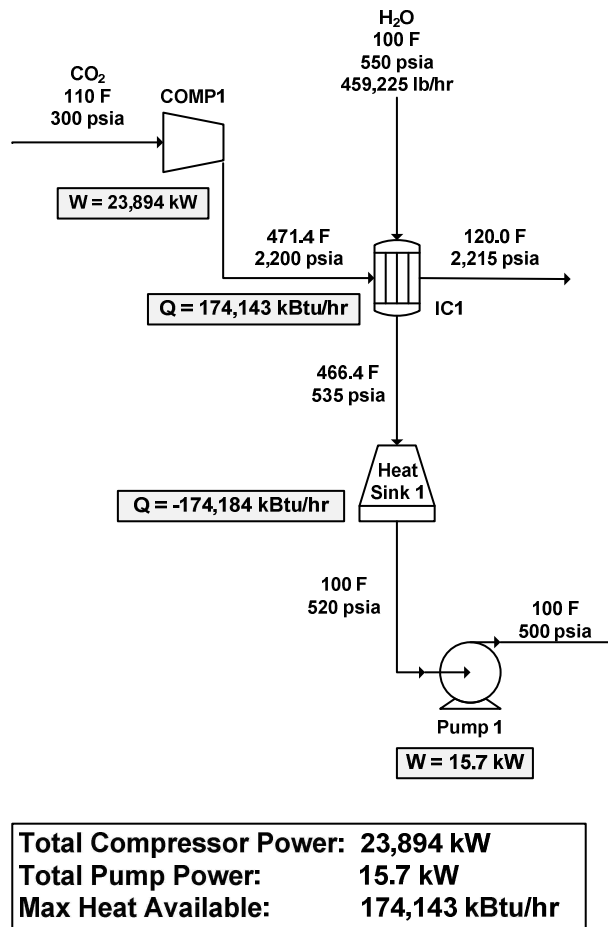 H₂O
100 F
550 psia
459,225 lb/hr
CO₂
110 F
300 psia
COMP1
W = 23,894 kW
471.4 F
2,200 psia
120.0 F
2,215 psia
IC1
Q = 174,143 kBtu/hr
466.4 F
535 psia
Heat
Sink 1
Q = -174,184 kBtu/hr
100 F
520 psia
100 F
500 psia
Pump 1
W = 15.7 kW
Total Compressor Power: 23,894 kW
Total Pump Power: 15.7 kW
Max Heat Available: 174,143 kBtu/hr